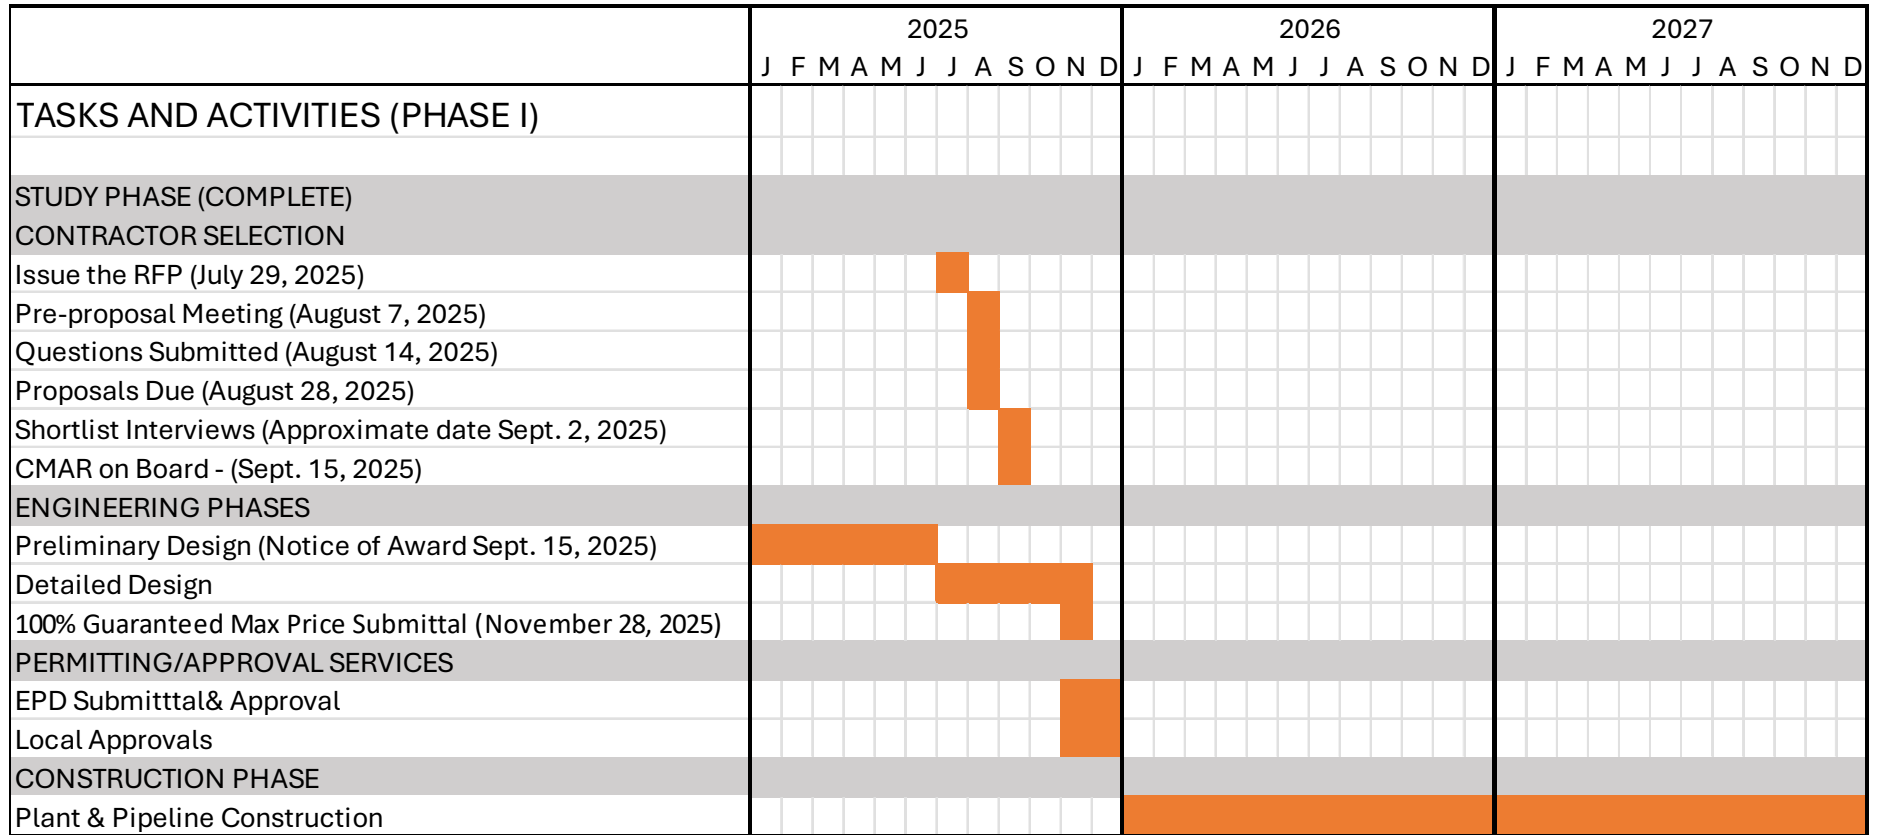 2025 2026 2027
J F M A M J J A S O N D J F M A M J J A S O N D J F M A M J J A S O N D
TASKS AND ACTIVITIES (PHASE I)
STUDY PHASE (COMPLETE)
CONTRACTOR SELECTION
Issue the RFP (July 29, 2025)
Pre-proposal Meeting (August 7, 2025)
Questions Submitted (August 14, 2025)
Proposals Due (August 28, 2025)
Shortlist Interviews (Approximate date Sept. 2, 2025)
CMAR on Board - (Sept. 15, 2025)
ENGINEERING PHASES
Preliminary Design (Notice of Award Sept. 15, 2025)
Detailed Design
100% Guaranteed Max Price Submittal (November 28, 2025)
PERMITTING/APPROVAL SERVICES
EPD Submitttal& Approval
Local Approvals
CONSTRUCTION PHASE
Plant & Pipeline Construction